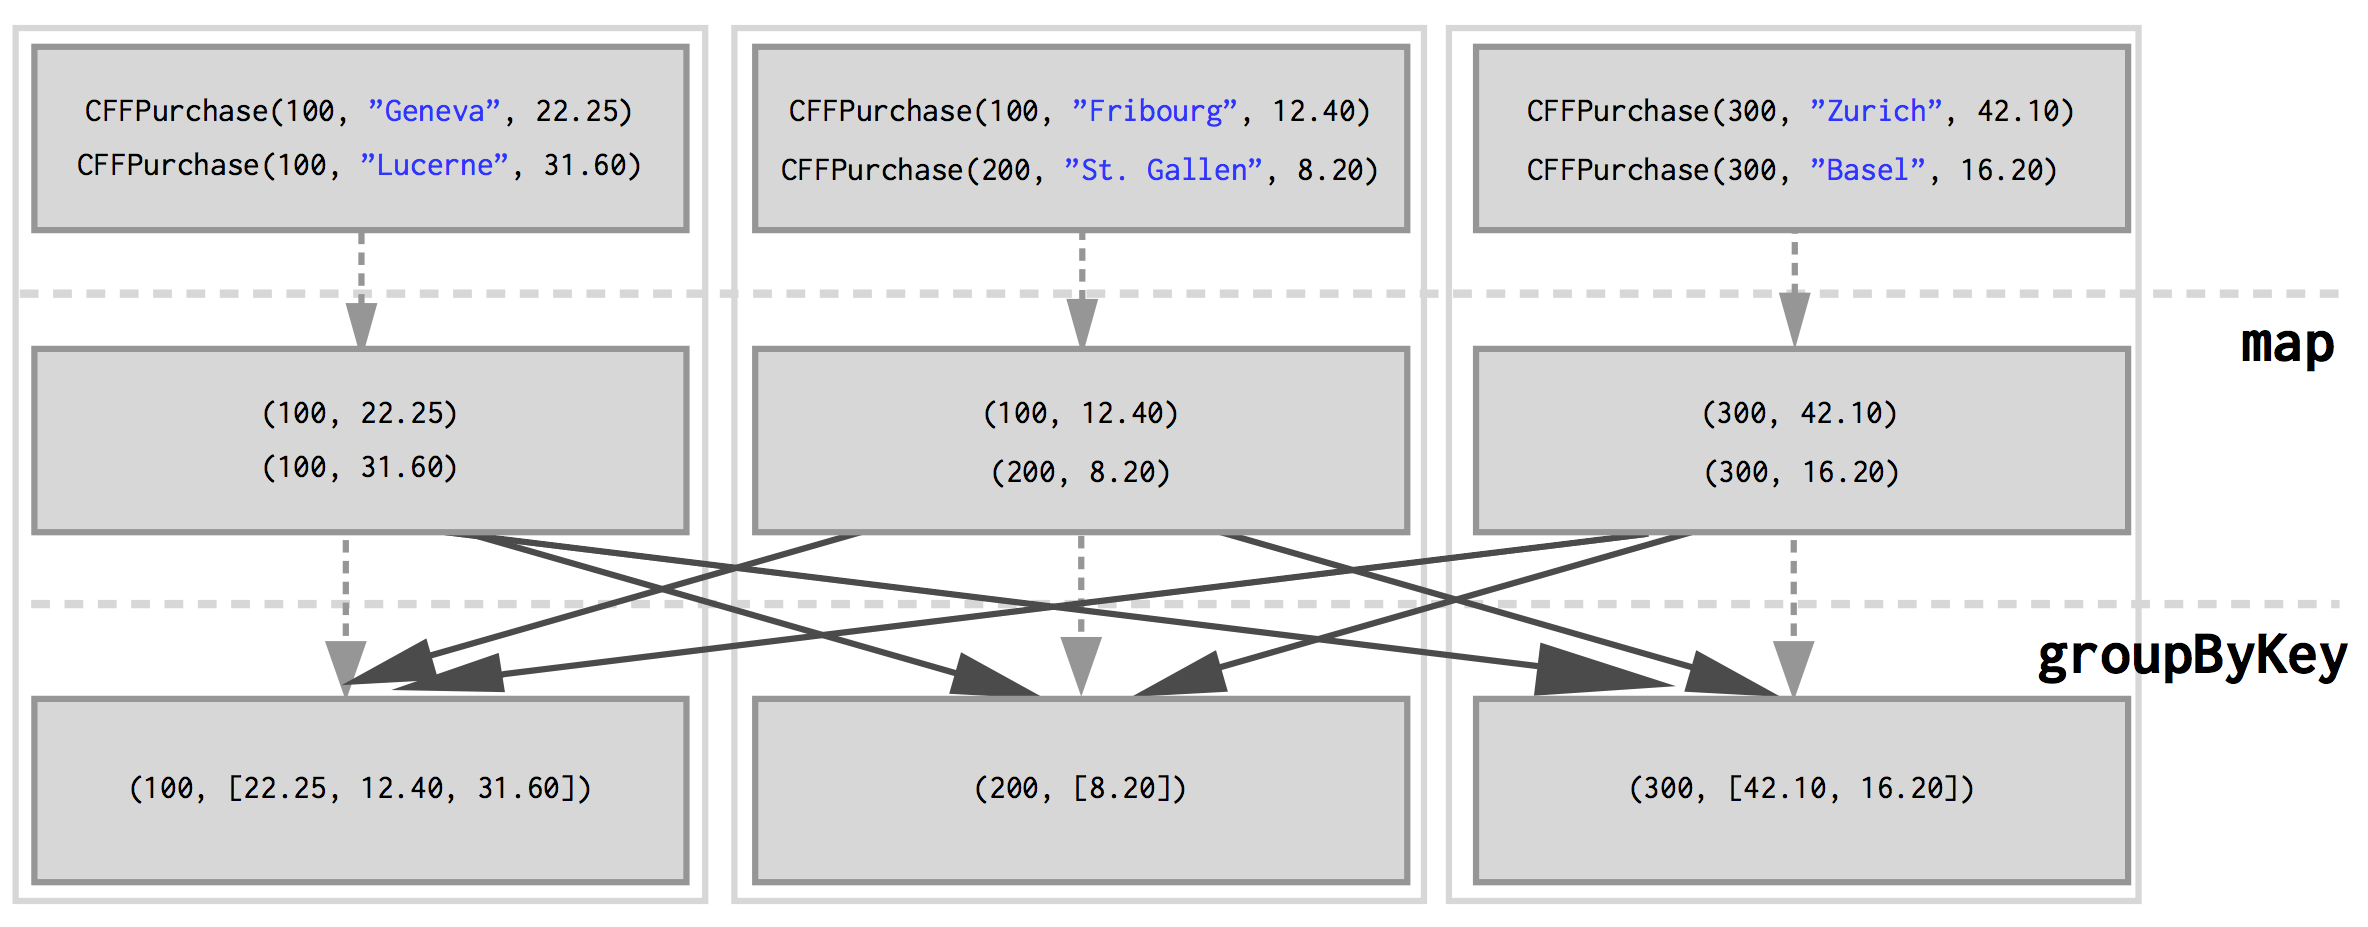 CFFPurchase(100, ”Geneva”, 22.25)
CFFPurchase(100, ”Lucerne”, 31.60)
CFFPurchase(100, ”Fribourg”, 12.40)
CFFPurchase(200, ”St. Gallen”, 8.20)
CFFPurchase(300, ”Zurich”, 42.10)
CFFPurchase(300, ”Basel”, 16.20)
map
(100, 22.25)
(100, 31.60)
(100, 12.40)
(200, 8.20)
(300, 42.10)
(300, 16.20)
groupByKey
(100, [22.25, 12.40, 31.60])
(200, [8.20])
(300, [42.10, 16.20])